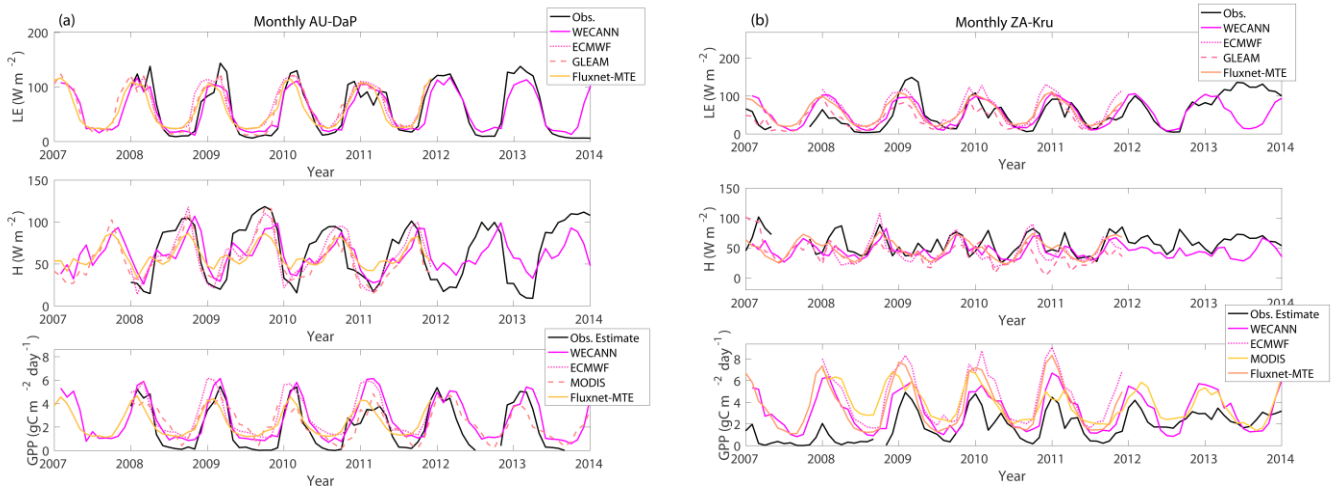 (a)
Monthly AU-DaP
Obs.
WECANN
ECMWF
GLEAM
Fluxnet-MTE
LE (W m⁻²)
200
100
0
2007 2008 2009 2010 2011 2012 2013 2014
Year
H (W m⁻²)
150
100
50
0
2007 2008 2009 2010 2011 2012 2013 2014
Year
Obs. Estimate
WECANN
ECMWF
MODIS
Fluxnet-MTE
GPP (gC m⁻² day⁻¹)
8
6
4
2
0
2007 2008 2009 2010 2011 2012 2013 2014
Year
(b)
Monthly ZA-Kru
Obs.
WECANN
ECMWF
GLEAM
Fluxnet-MTE
LE (W m⁻²)
200
100
0
2007 2008 2009 2010 2011 2012 2013 2014
Year
H (W m⁻²)
150
100
50
0
2007 2008 2009 2010 2011 2012 2013 2014
Year
Obs. Estimate
WECANN
ECMWF
MODIS
Fluxnet-MTE
GPP (gC m⁻² day⁻¹)
8
6
4
2
0
2007 2008 2009 2010 2011 2012 2013 2014
Year